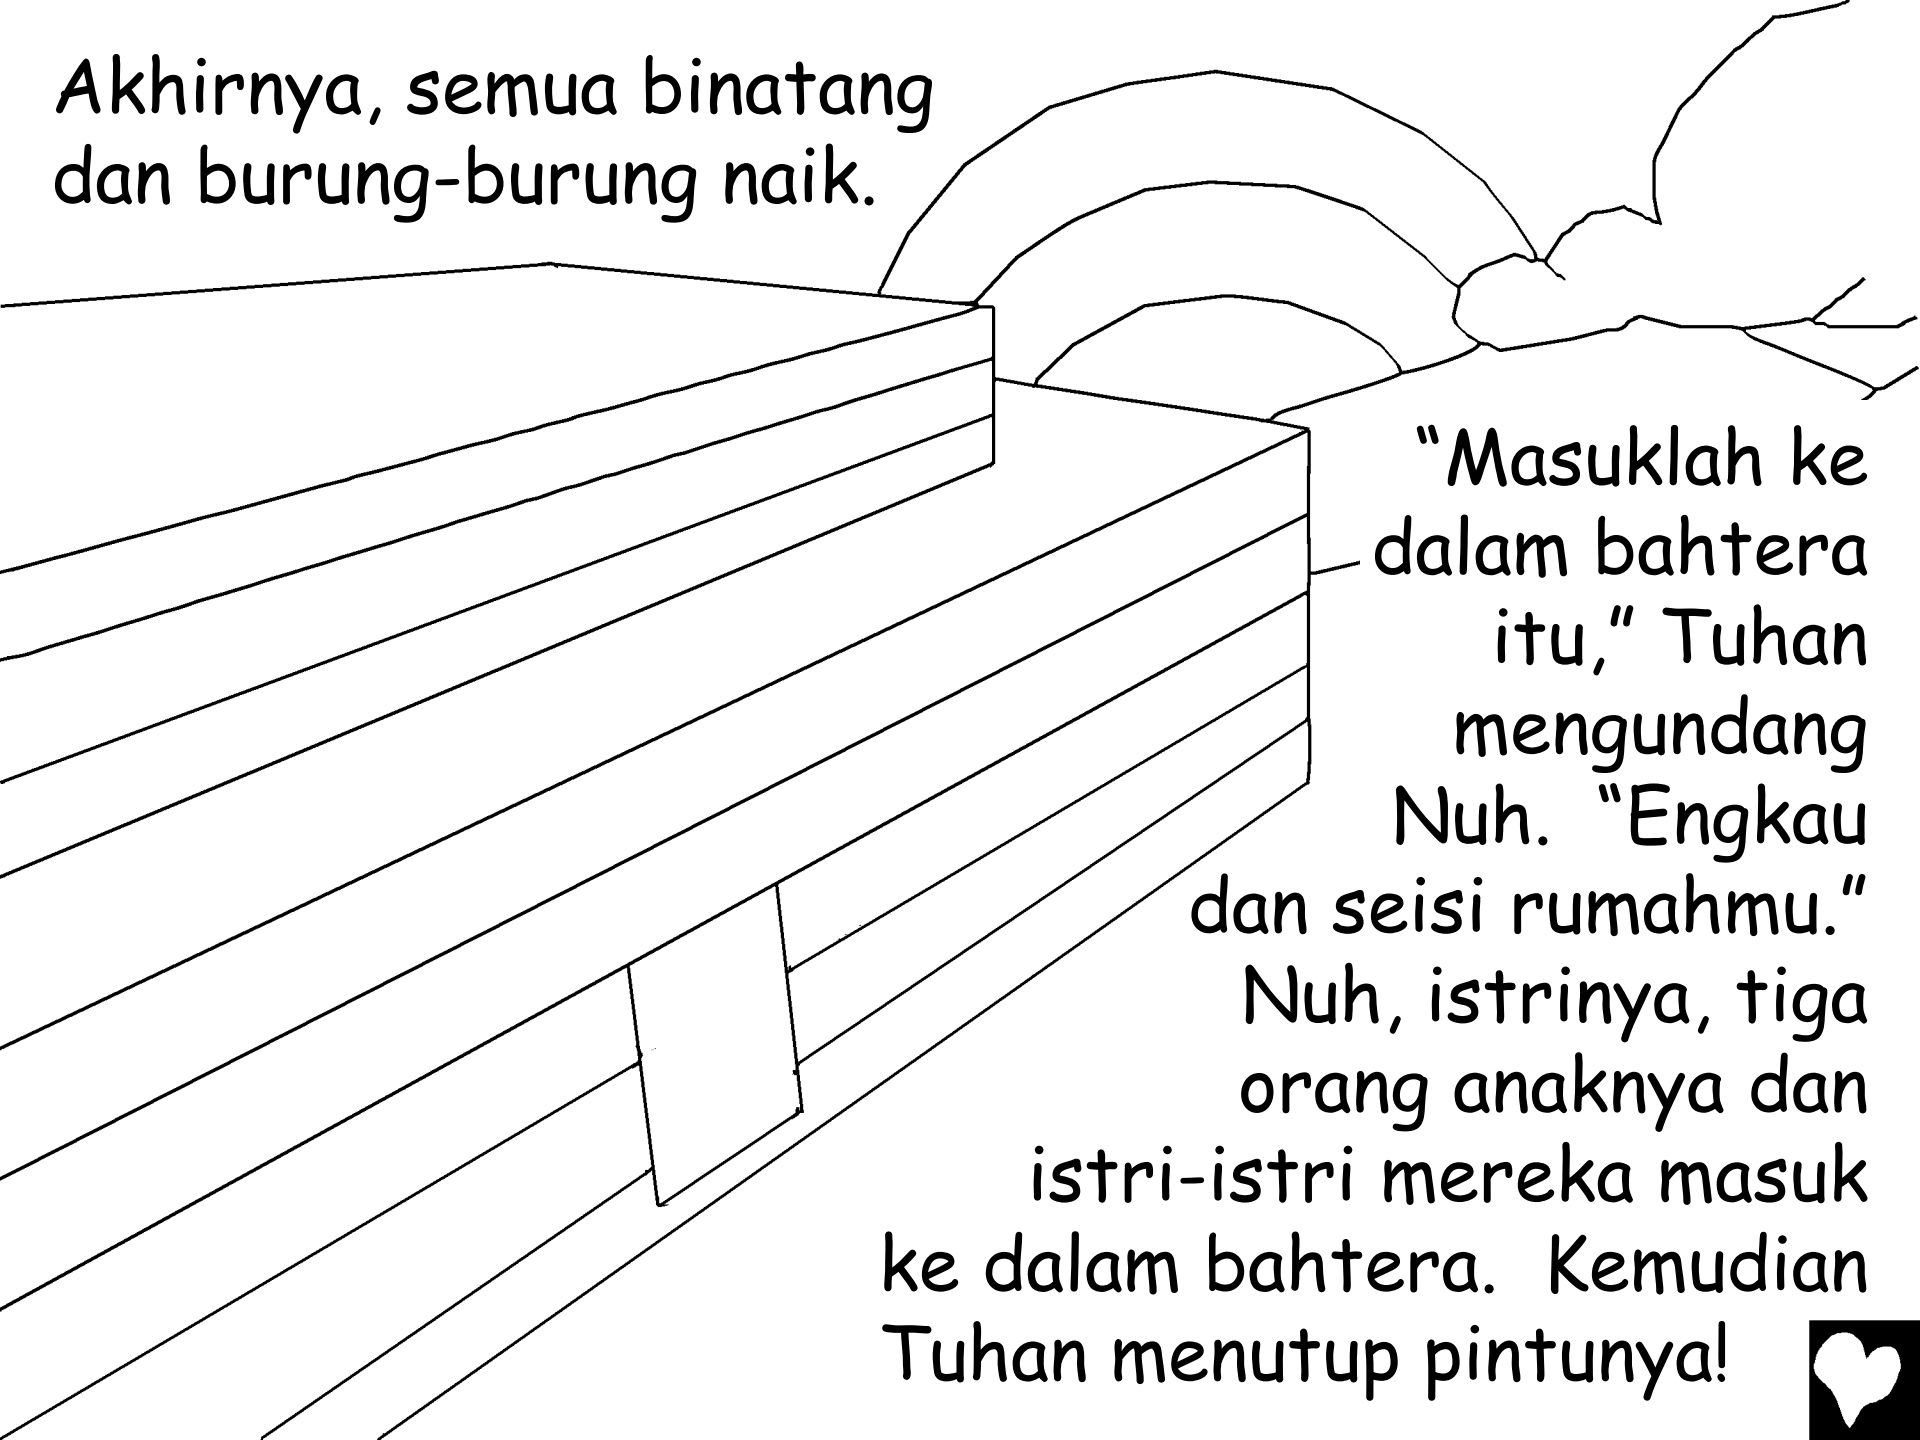 Akhirnya, semua binatang
dan burung-burung naik.
“Masuklah ke
dalam bahtera
itu,” Tuhan
mengundang
Nuh.  “Engkau
dan seisi rumahmu.”
Nuh, istrinya, tiga
orang anaknya dan
istri-istri mereka masuk
ke dalam bahtera.  Kemudian
Tuhan menutup pintunya!